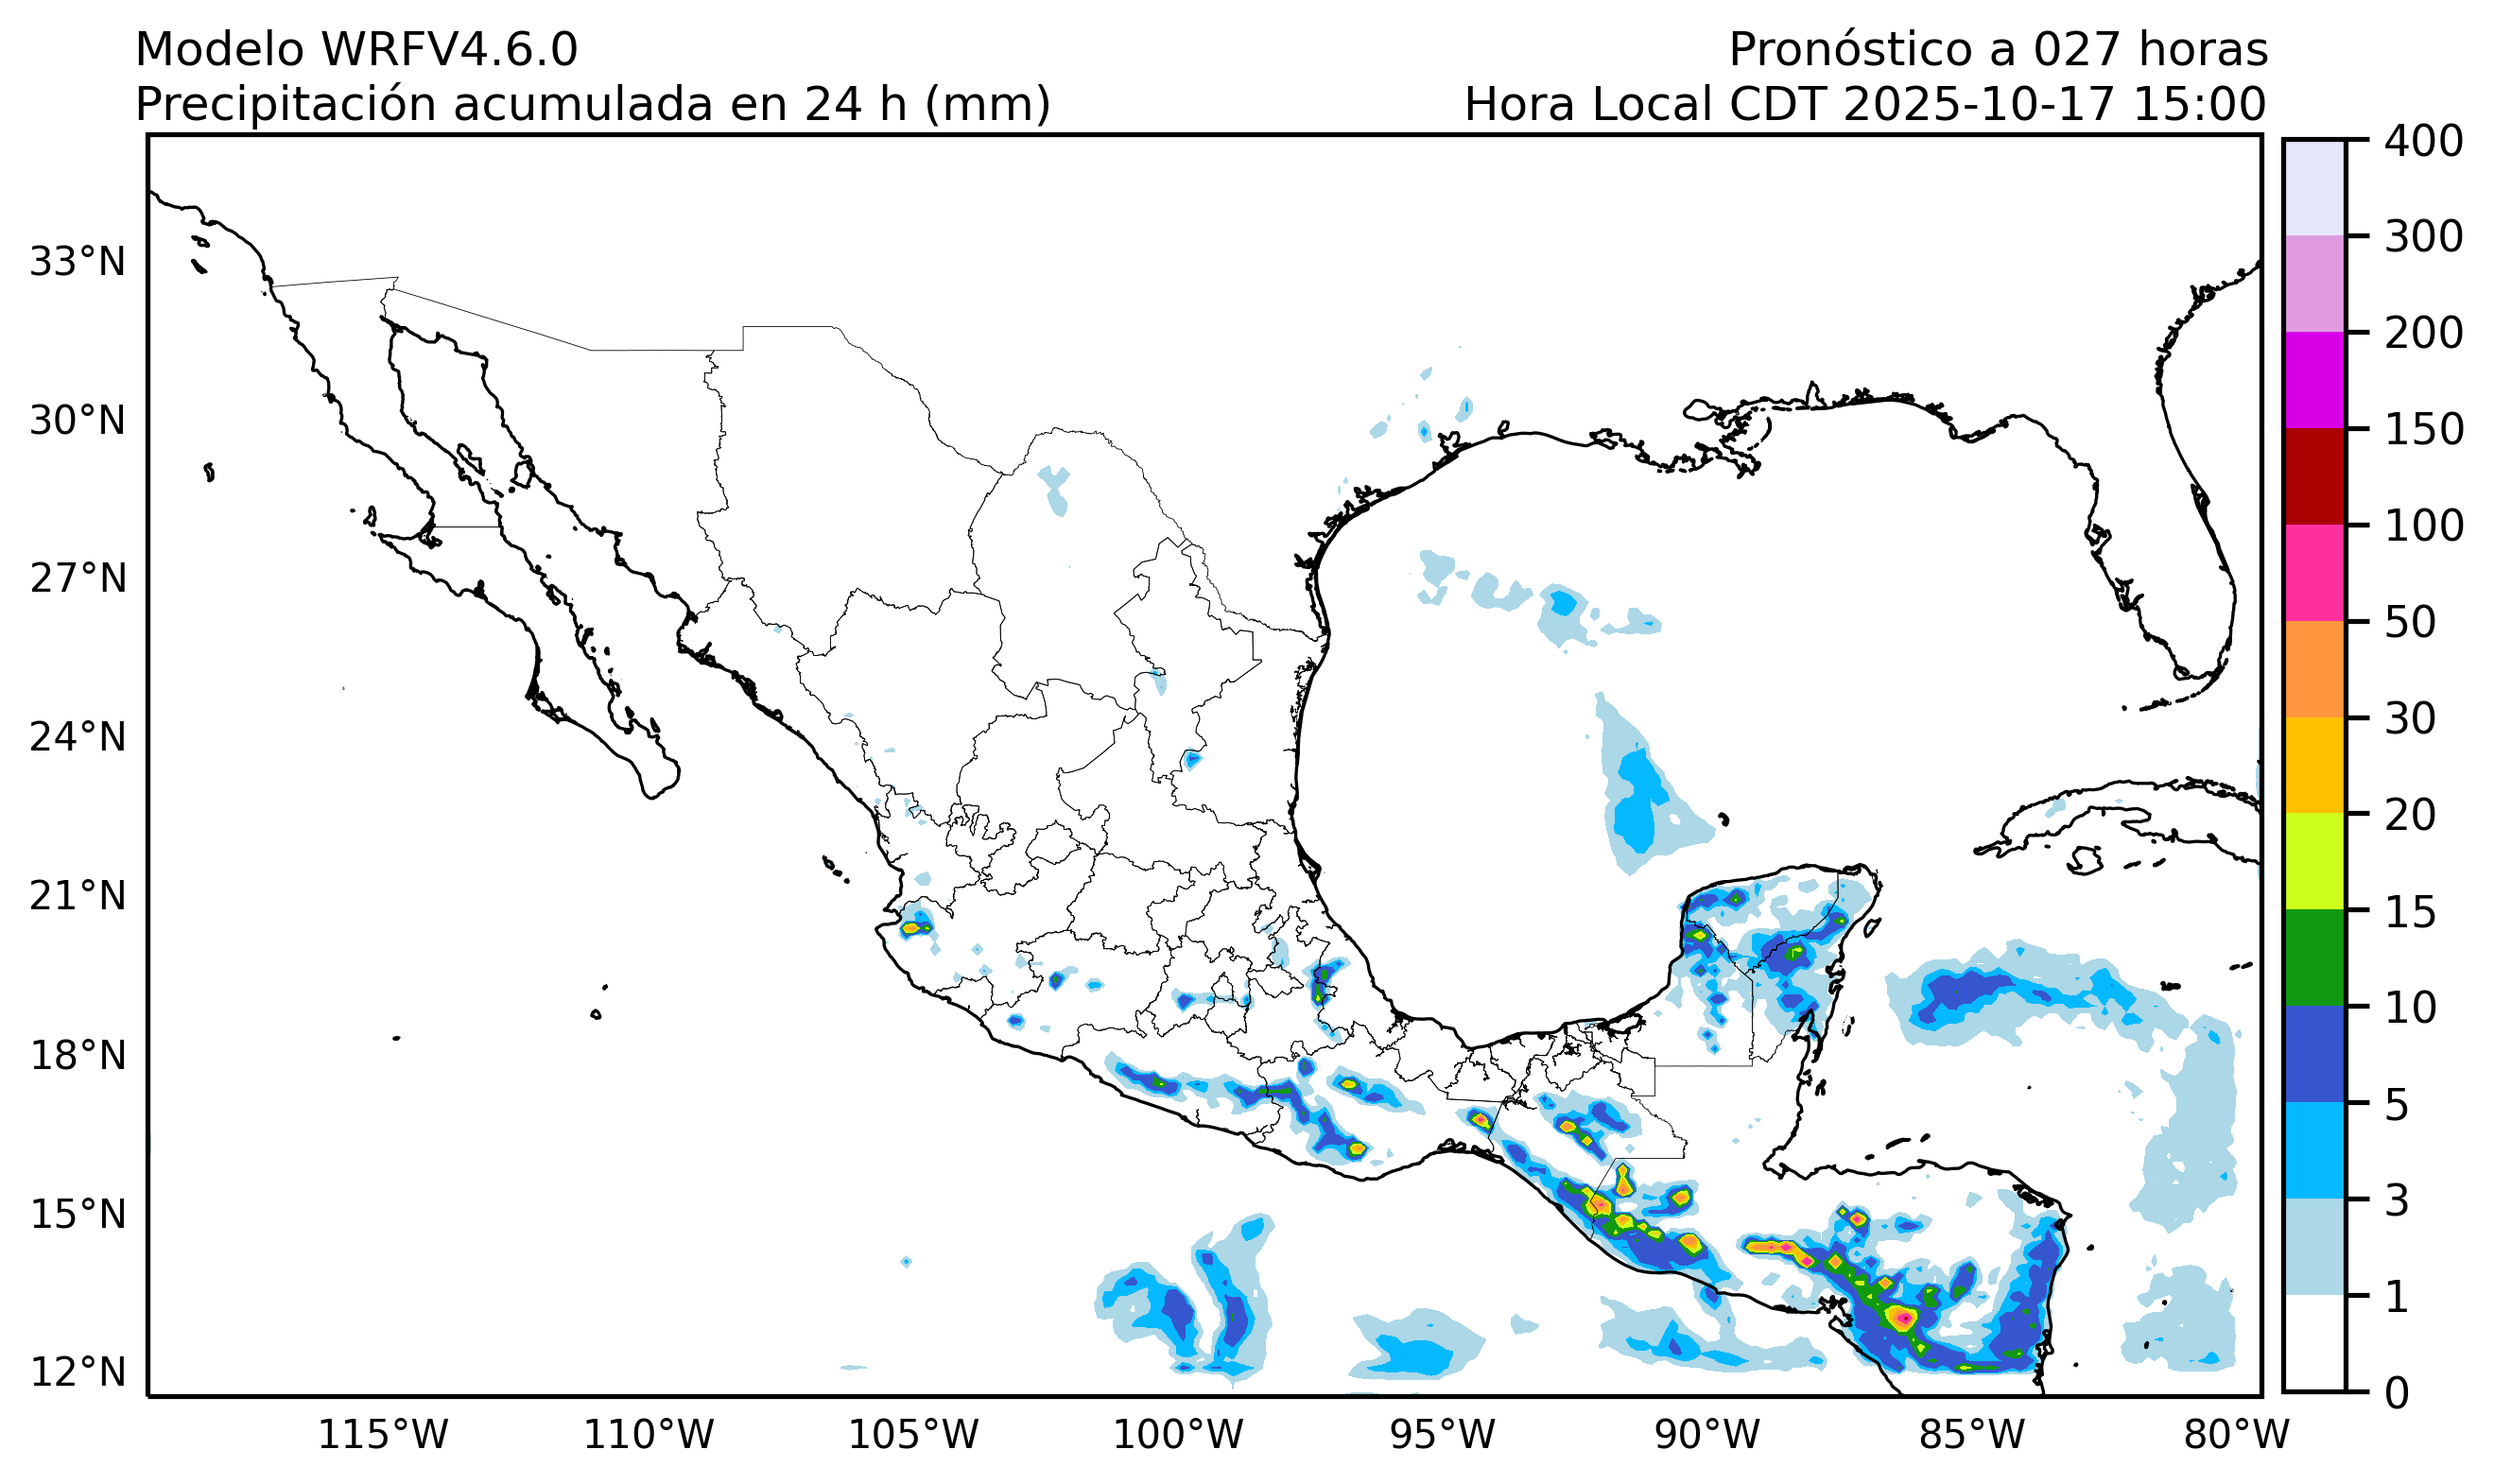 Modelo WRFV4.6.0
Pronóstico a 027 horas
Precipitación acumulada en 24 h (mm)
Hora Local CDT 2025-10-17 15:00
33°N
30°N
27°N
24°N
21°N
18°N
15°N
12°N
115°W
110°W
105°W
100°W
95°W
90°W
85°W
80°W
400
300
200
150
100
50
30
20
15
10
5
3
1
0